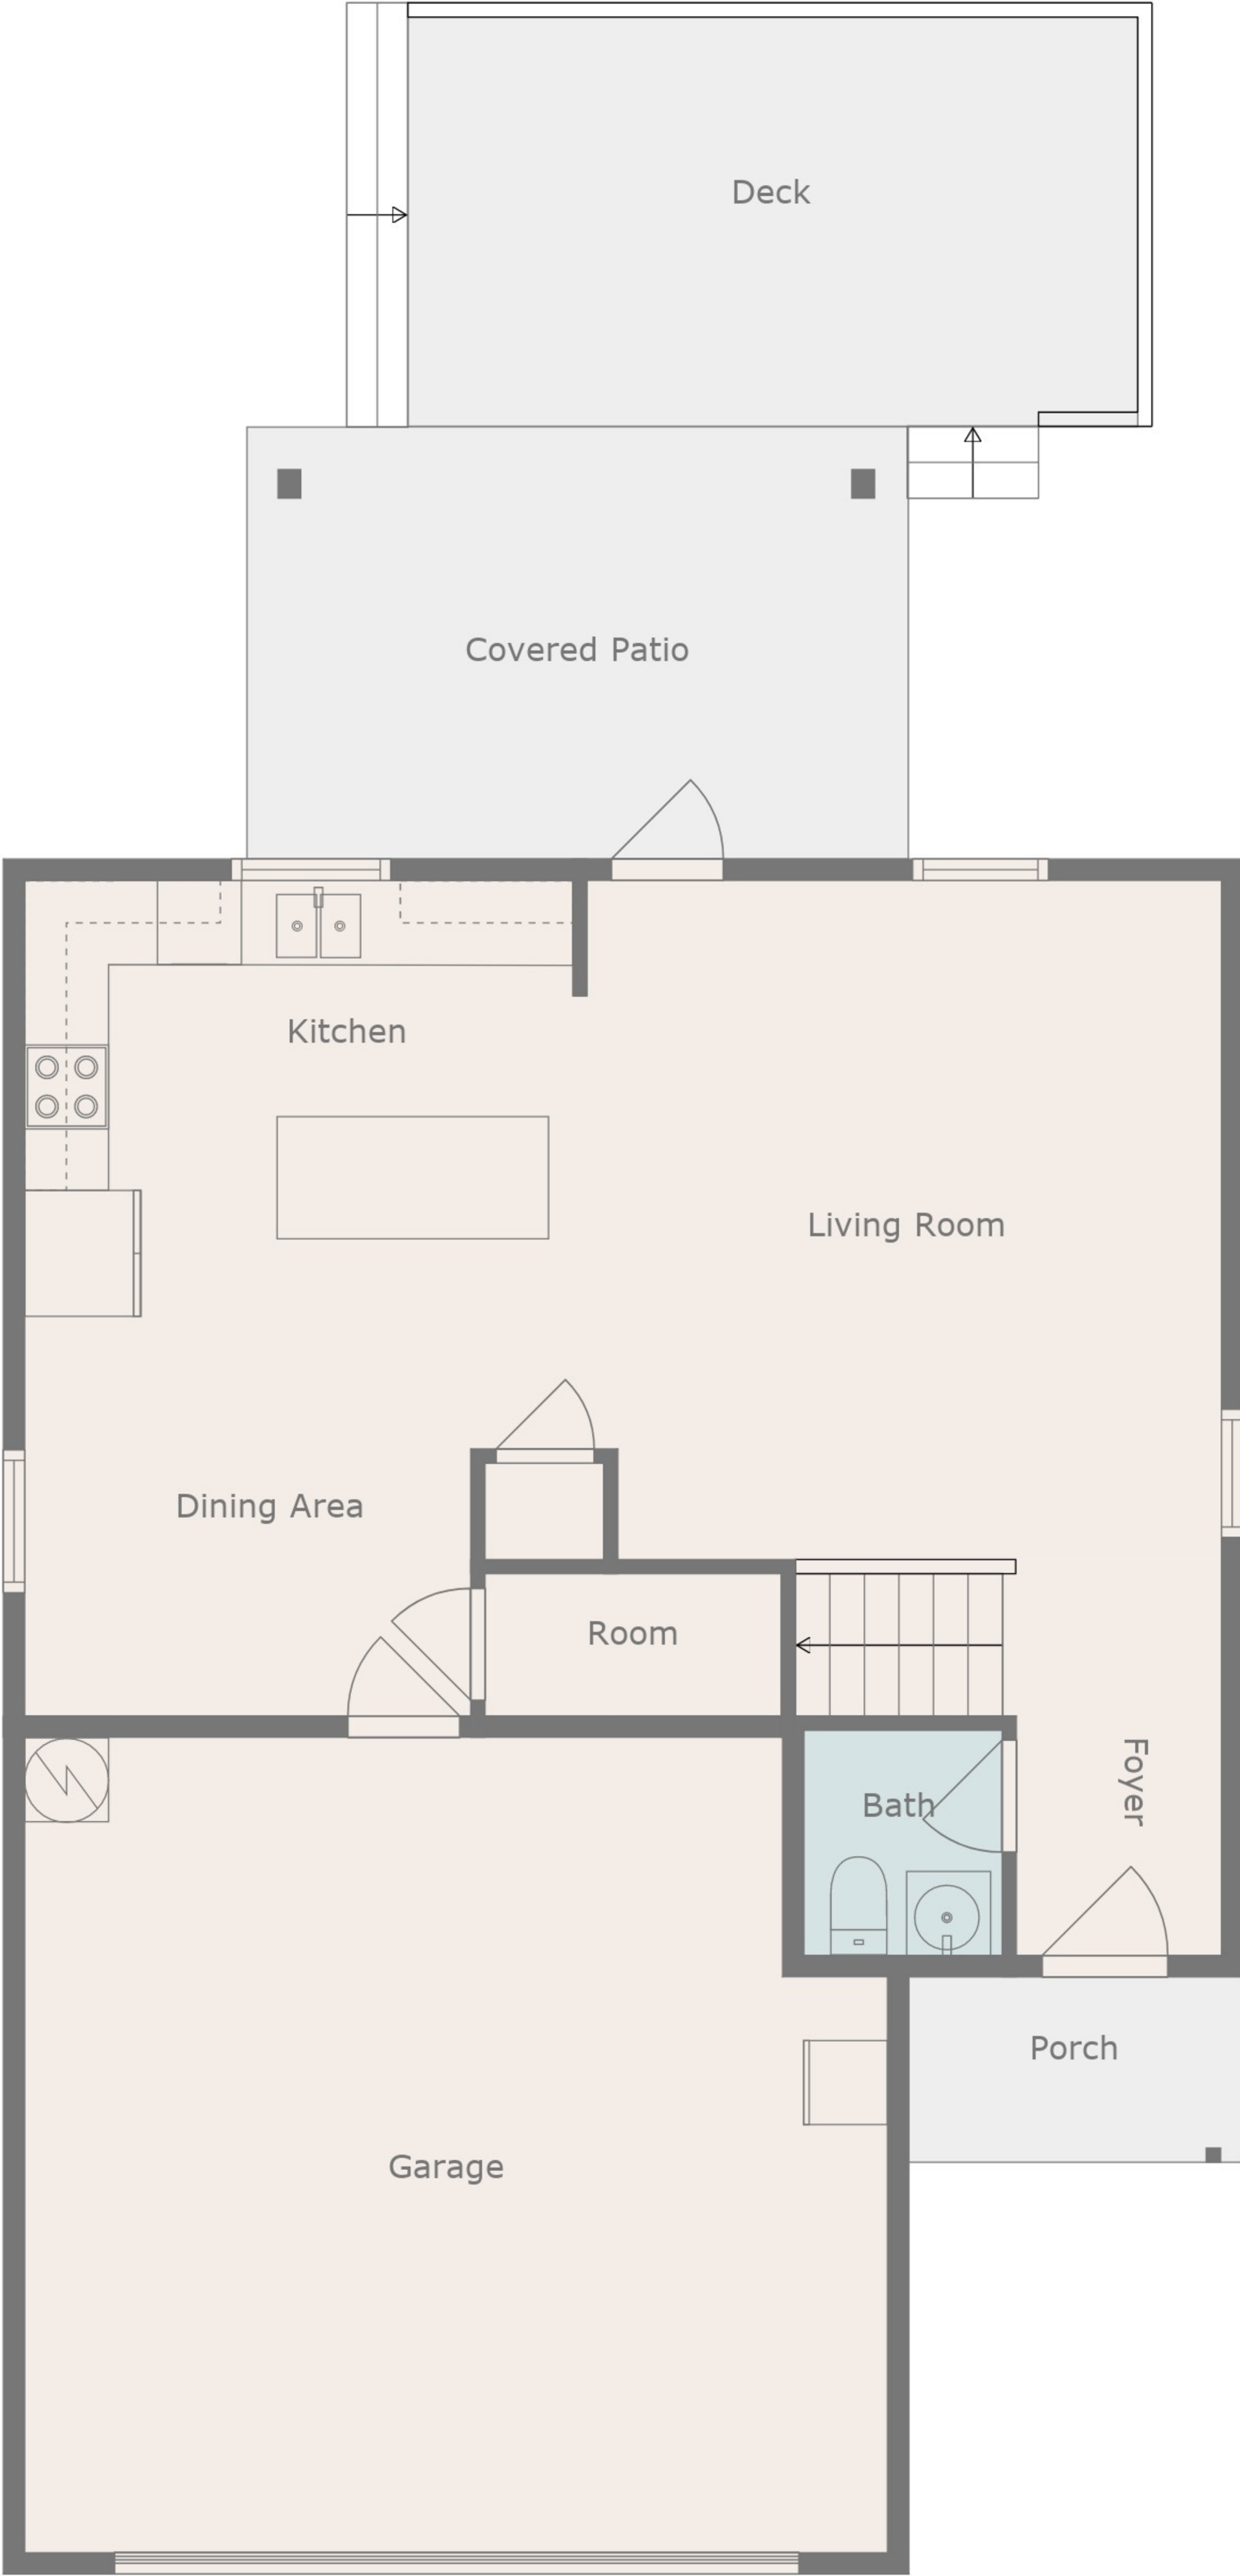 Deck
Covered Patio
Kitchen
Living Room
Dining Area
Room
Foyer
Bath
Porch
Garage